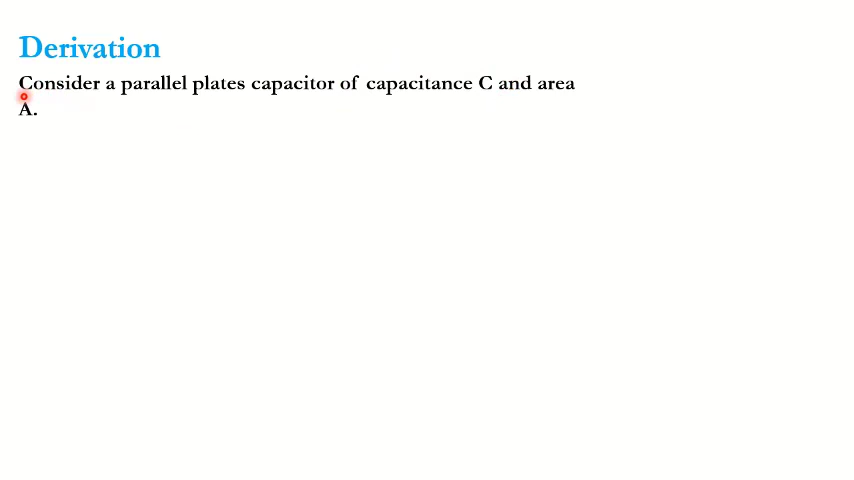 Derivation
Consider a parallel plates capacitor of capacitance C and area
A.